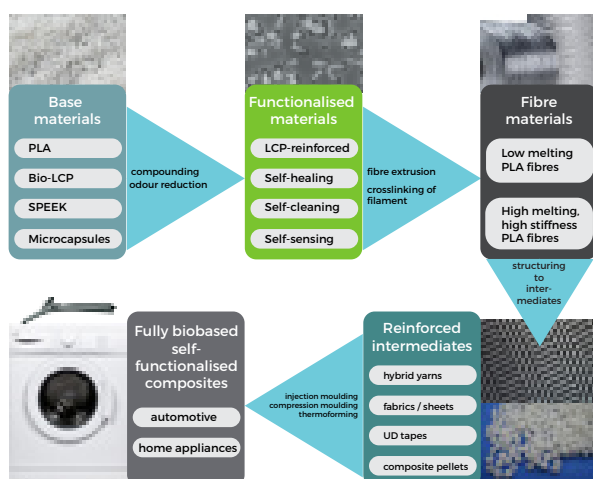 Base
materials
PLA
Bio-LCP
SPEEK
Microcapsules
compounding
odour reduction
Functionalised
materials
LCP-reinforced
Self-healing
Self-cleaning
Self-sensing
fibre extrusion
crosslinking of
filament
Fibre
materials
Low melting
PLA fibres
High melting,
high stiffness
PLA fibres
structuring
to
inter-
mediates
Reinforced
intermediates
hybrid yarns
fabrics / sheets
UD tapes
composite pellets
injection moulding
compression moulding
thermoforming
Fully biobased
self-
functionalised
composites
automotive
home appliances